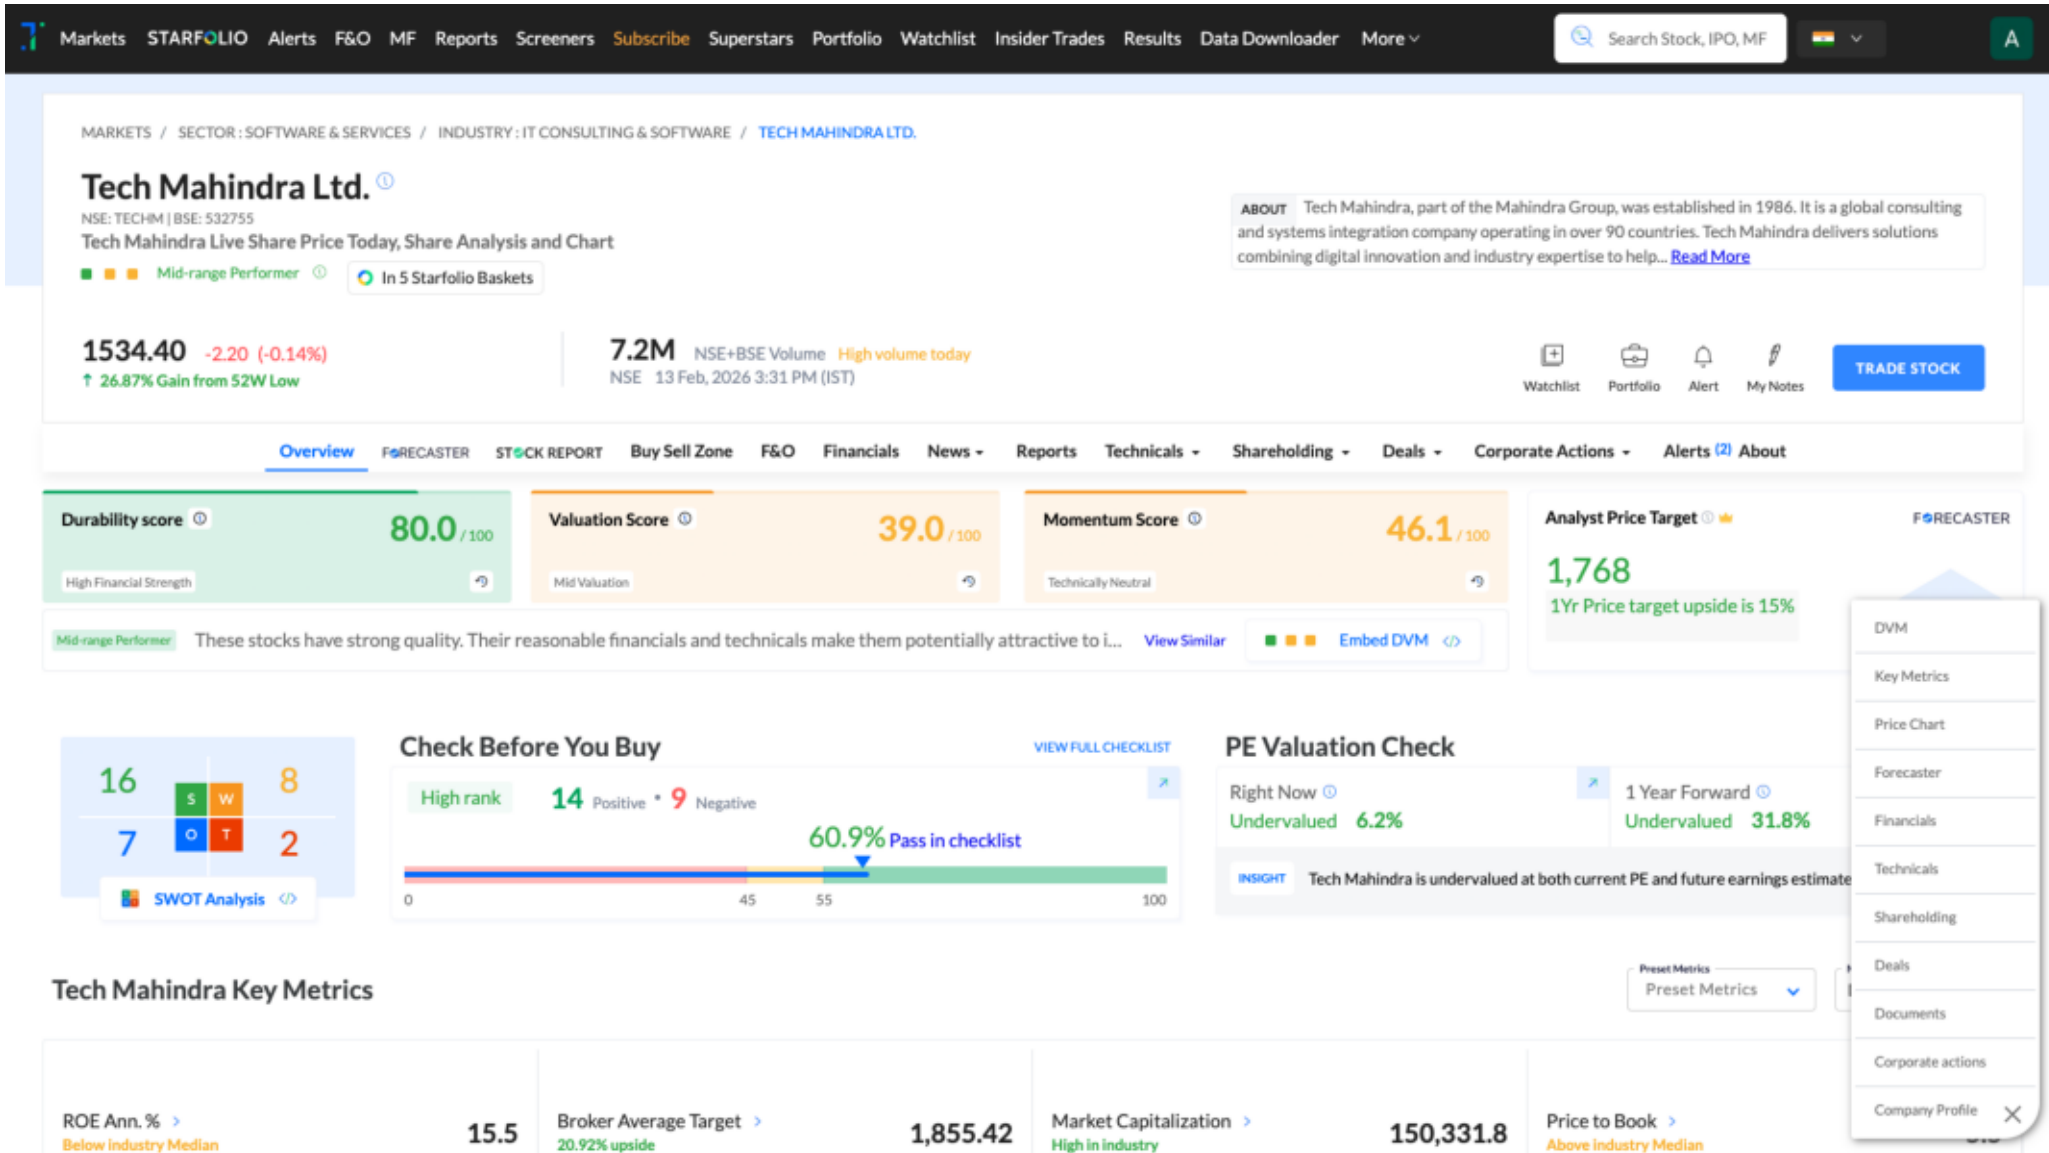 Markets STARFOLIO Alerts F&O MF Reports Screeners Subscribe Superstars Portfolio Watchlist Insider Trades Results Data Downloader More Search Stock, IPO, MF A
MARKETS / SECTOR : SOFTWARE & SERVICES / INDUSTRY : IT CONSULTING & SOFTWARE / TECH MAHINDRA LTD.
Tech Mahindra Ltd.
NSE: TECHM | BSE: 532755
Tech Mahindra Live Share Price Today, Share Analysis and Chart
Mid-range Performer In 5 Starfolio Baskets
ABOUT Tech Mahindra, part of the Mahindra Group, was established in 1986. It is a global consulting
and systems integration company operating in over 90 countries. Tech Mahindra delivers solutions
combining digital innovation and industry expertise to help... Read More
1534.40 -2.20 (-0.14%)
↑ 26.87% Gain from 52W Low
7.2M NSE+BSE Volume High volume today
NSE 13 Feb, 2026 3:31 PM (IST)
Watchlist Portfolio Alert My Notes TRADE STOCK
Overview FORECASTER STOCK REPORT Buy Sell Zone F&O Financials News Reports Technicals Shareholding Deals Corporate Actions Alerts (2) About
Durability score 80.0 / 100
High Financial Strength
Valuation Score 39.0 / 100
Mid Valuation
Momentum Score 46.1 / 100
Technically Neutral
Analyst Price Target FORECASTER
1,768
1Yr Price target upside is 15%
Mid-range Performer These stocks have strong quality. Their reasonable financials and technicals make them potentially attractive to i... View Similar Embed DVM </>
16 8
S W
O T
7 2
SWOT Analysis </>
Check Before You Buy VIEW FULL CHECKLIST
High rank 14 Positive • 9 Negative
60.9% Pass in checklist
0 45 55 100
PE Valuation Check
Right Now
Undervalued 6.2%
1 Year Forward
Undervalued 31.8%
INSIGHT Tech Mahindra is undervalued at both current PE and future earnings estimate
Tech Mahindra Key Metrics
Preset Metrics
Preset Metrics
ROE Ann. % >
Below industry Median
15.5
Broker Average Target >
20.92% upside
1,855.42
Market Capitalization >
High in industry
150,331.8
Price to Book >
Above industry Median
DVM
Key Metrics
Price Chart
Forecaster
Financials
Technicals
Shareholding
Deals
Documents
Corporate actions
Company Profile